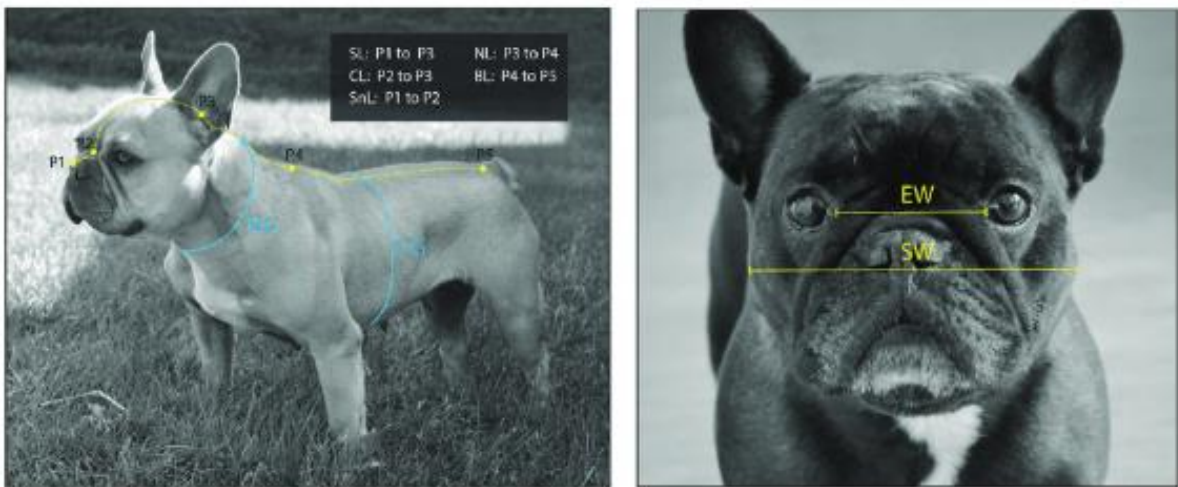 SL: P1 to P3 NL: P3 to P4
CL: P2 to P3 BL: P4 to P5
SnL: P1 to P2
P3
P2
P1
P4
P5
EW
SW